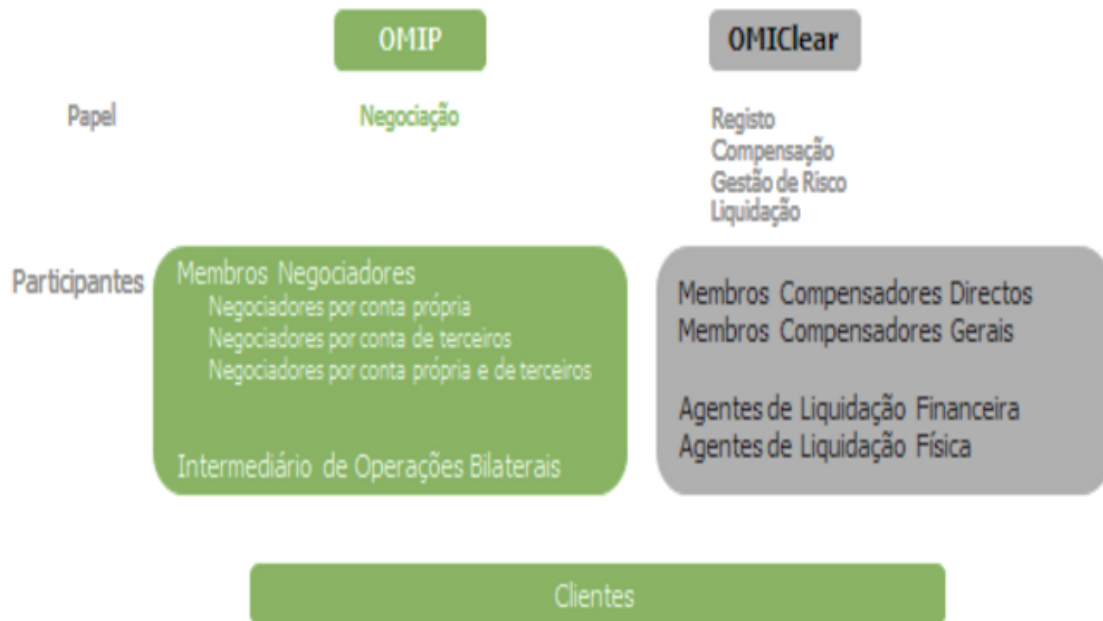 OMIP
OMIClear
Papel
Negociação
Registo
Compensação
Gestão de Risco
Liquidação
Participantes
Membros Negociadores
Negociadores por conta própria
Negociadores por conta de terceiros
Negociadores por conta própria e de terceiros
Intermediário de Operações Bilaterais
Membros Compensadores Directos
Membros Compensadores Gerais
Agentes de Liquidação Financeira
Agentes de Liquidação Física
Clientes